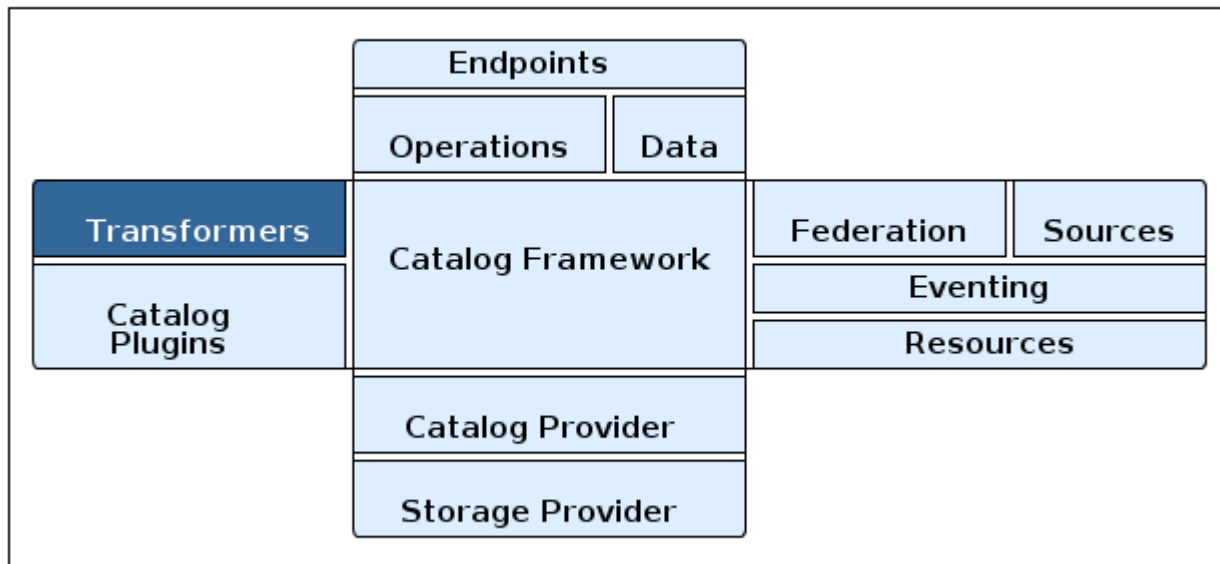 Endpoints
Operations
Data
Transformers
Catalog Framework
Federation
Sources
Eventing
Catalog
Plugins
Resources
Catalog Provider
Storage Provider